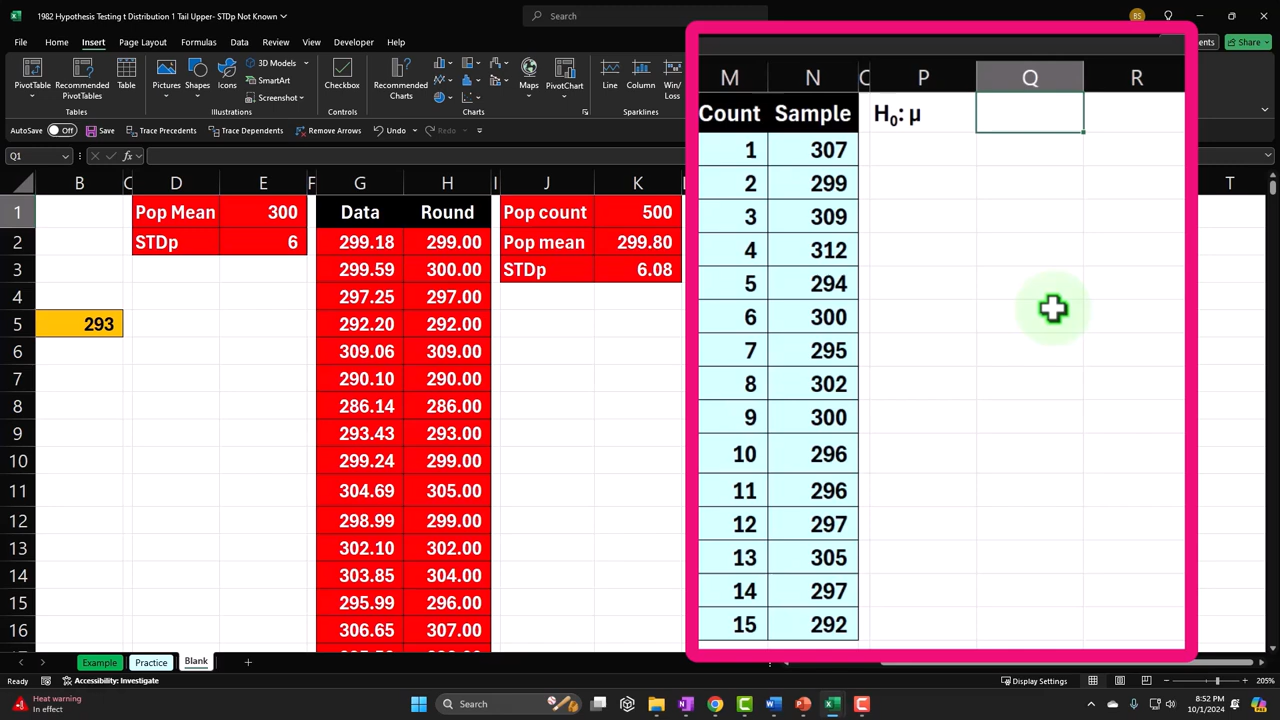 1982 Hypothesis Testing t Distribution 1 Tail Upper- STDp Not Known
Search
BS
File Home Insert Page Layout Formulas Data Review View Developer Help
Share
PivotTable Recommended PivotTables Table Pictures Shapes Icons 3D Models SmartArt Screenshot Checkbox Recommended Charts Maps PivotChart Line Column
Illustrations
AutoSave Off Save Trace Precedents Trace Dependents Remove Arrows Undo Redo
Q1 fx
B C D E F G H I J K T
M N P Q R
1 Pop Mean 300 Data Round Pop count 500
2 STDp 6 299.18 299.00 Pop mean 299.80
3 299.59 300.00 STDp 6.08
4 297.25 297.00
5 293 292.20 292.00
6 309.06 309.00
7 290.10 290.00
8 286.14 286.00
9 293.43 293.00
10 299.24 299.00
11 304.69 305.00
12 298.99 299.00
13 302.10 302.00
14 303.85 304.00
15 295.99 296.00
16 306.65 307.00
Count Sample H₀: μ
1 307
2 299
3 309
4 312
5 294
6 300
7 295
8 302
9 300
10 296
11 296
12 297
13 305
14 297
15 292
Example Practice Blank
Ready Accessibility: Investigate Display Settings 205%
Heat warning
In effect
Search
8:52 PM
10/1/2024